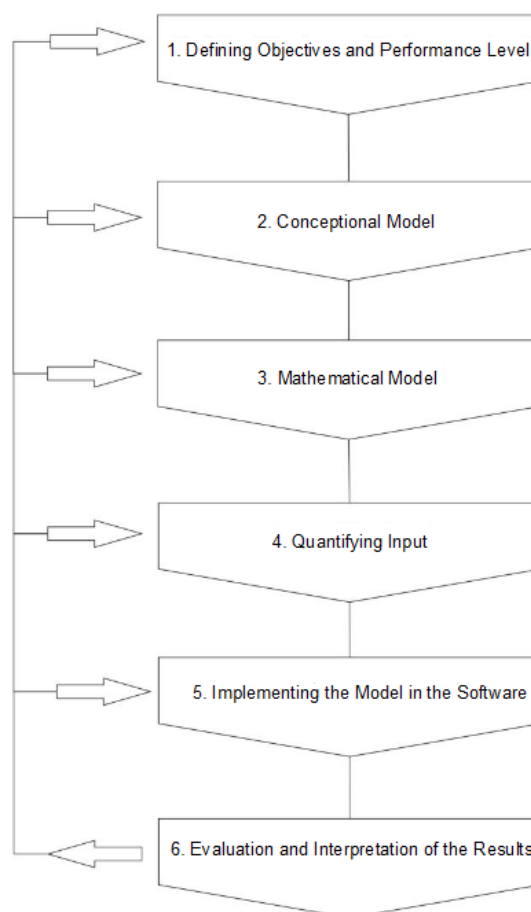 1. Defining Objectives and Performance Level
2. Conceptional Model
3. Mathematical Model
4. Quantifying Input
5. Implementing the Model in the Software
6. Evaluation and Interpretation of the Results